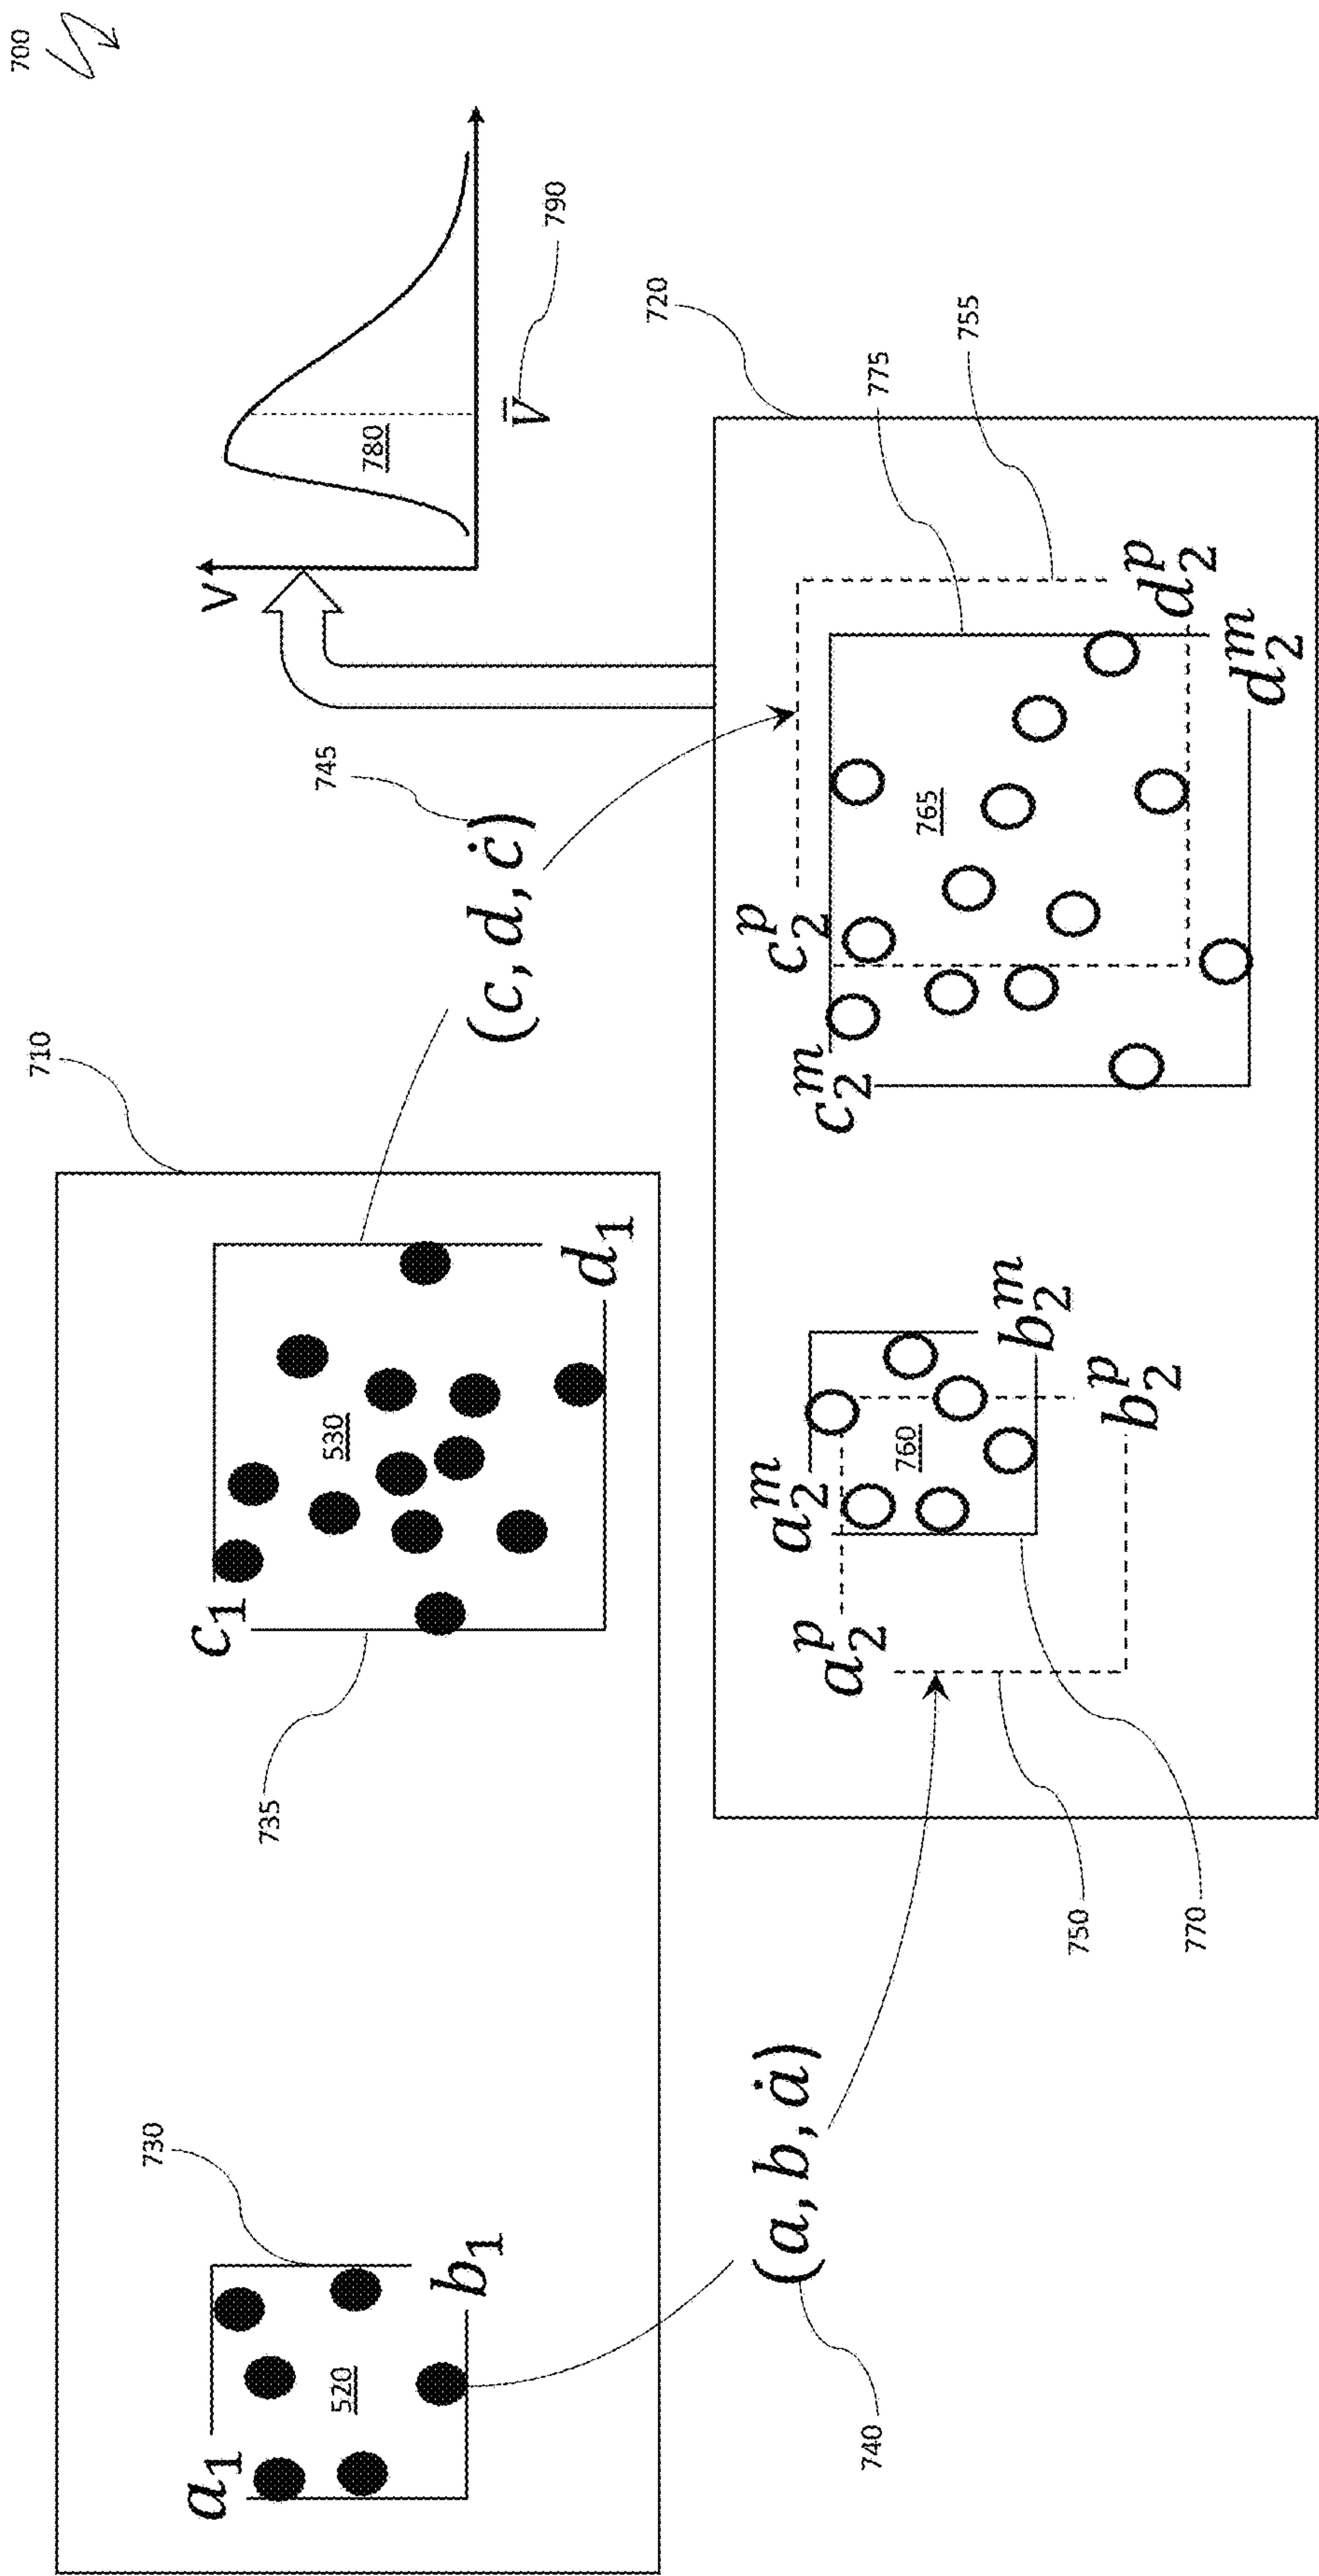 700
710
730
a₁
520
b₁
735
c₁
530
d₁
745
(c, d, ċ)
V
780
V̄
790
740
(a, b, ȧ)
720
a₂ᵖ
a₂ᵐ
760
b₂ᵖ
b₂ᵐ
750
770
c₂ᵐ
c₂ᵖ
765
d₂ᵐ
d₂ᵖ
775
755